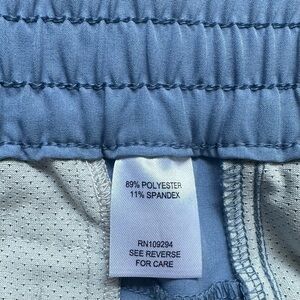 89% POLYESTER
11% SPANDEX
RN109294
SEE REVERSE
FOR CARE